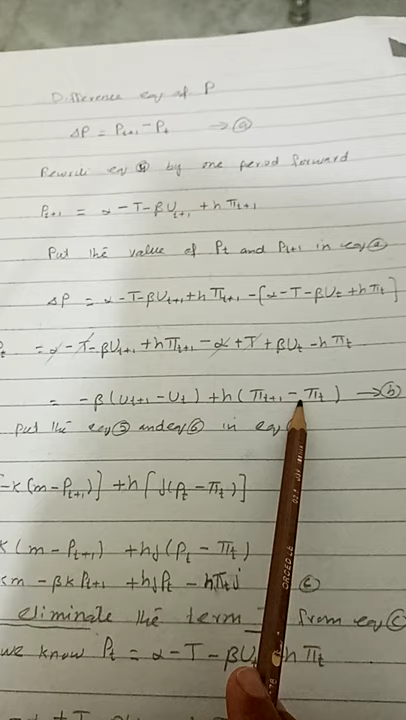 Difference eq of P
ΔP = Pt+1 − Pt → ⓐ
Rewrite eq ④ by one period forward
Pt+1 = α − T − βUt+1 + hπt+1
Put the value of Pt and Pt+1 in eq ⓐ
ΔP = α − T − βUt+1 + hπt+1 − [α − T − βUt + hπt]
= α − T − βUt+1 + hπt+1 − α + T + βUt − hπt
= −β(Ut+1 − Ut) + h(πt+1 − πt) → ⓑ
Put the eq ⑤ and eq ⑥ in eq
−k(m − Pt+1)] + h[j(Pt − πt)]
k(m − Pt+1) + hj(Pt − πt)
km − βkPt+1 + hjPt − hπtj ⓒ
eliminate the term from eq ⓒ
we know Pt = α − T − βUt hπt